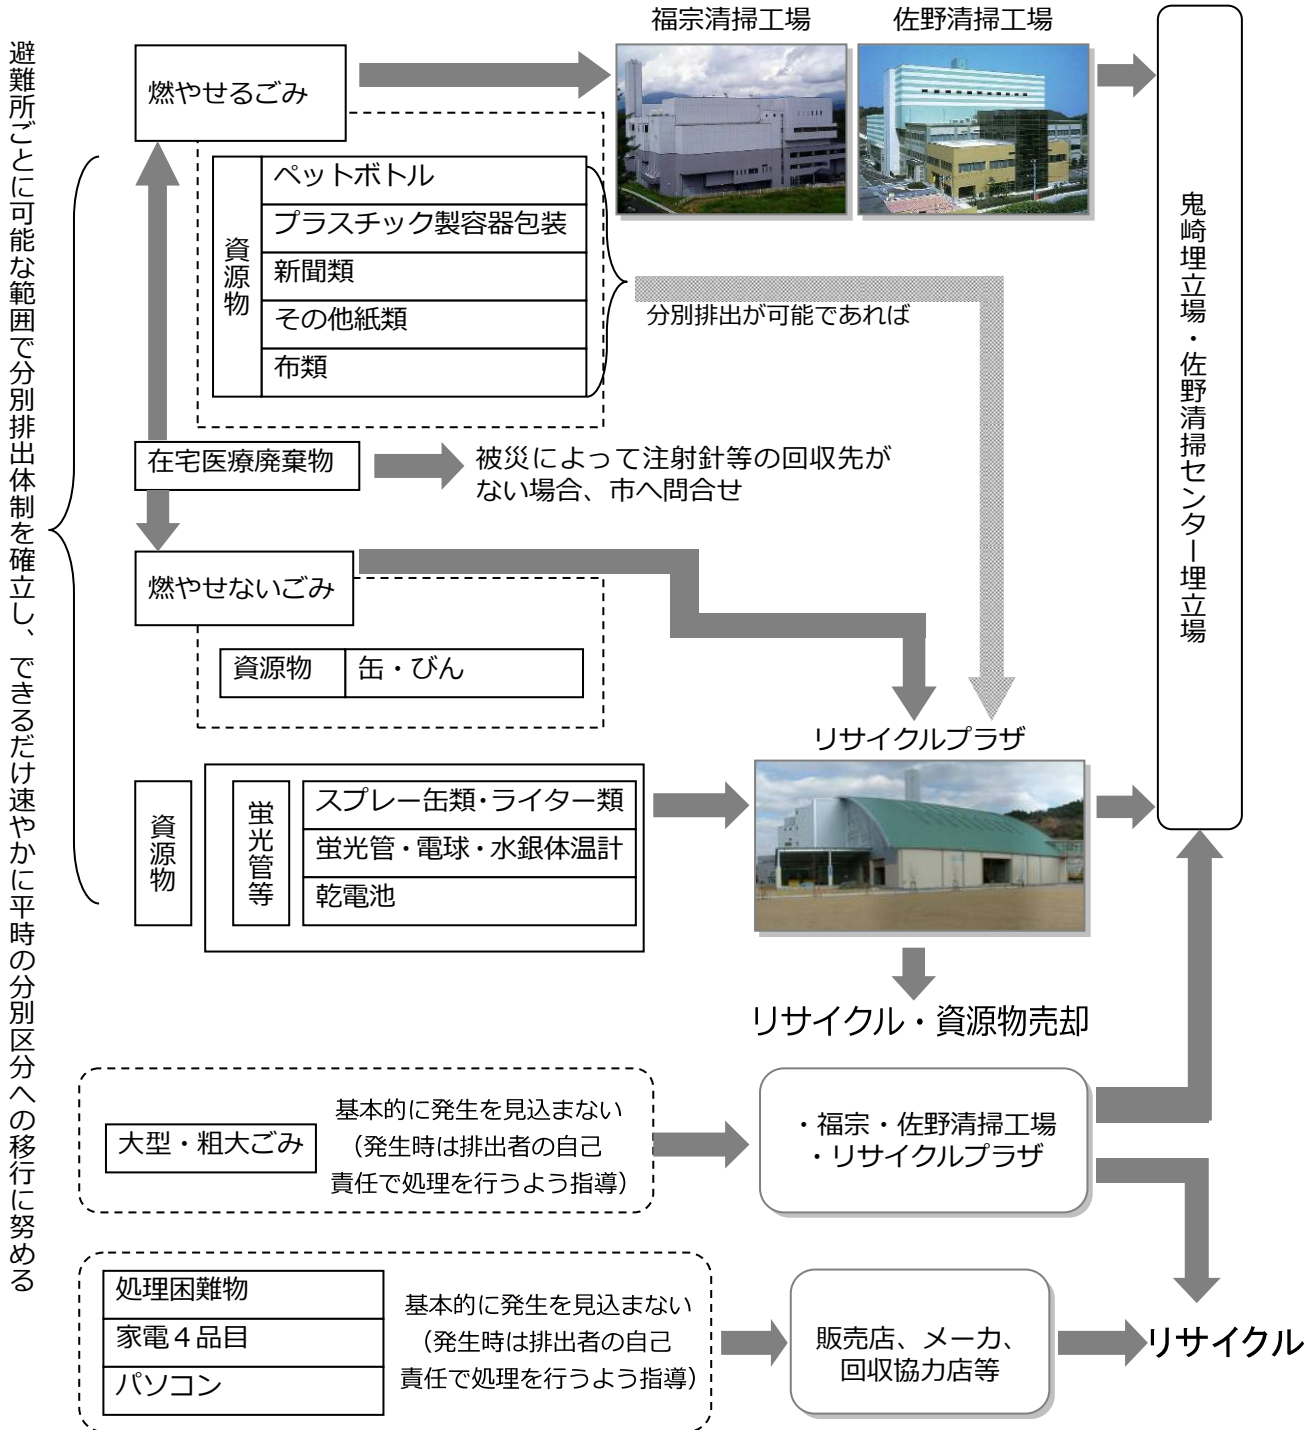 避難所ごとに可能な範囲で分別排出体制を確立し、できるだけ速やかに平時の分別区分への移行に努める
福宗清掃工場
佐野清掃工場
燃やせるごみ
資源物
ペットボトル
プラスチック製容器包装
新聞類
その他紙類
布類
分別排出が可能であれば
鬼崎埋立場・佐野清掃センター埋立場
在宅医療廃棄物
被災によって注射針等の回収先が
ない場合、市へ問合せ
燃やせないごみ
資源物
缶・びん
リサイクルプラザ
資源物
蛍光管等
スプレー缶類・ライター類
蛍光管・電球・水銀体温計
乾電池
リサイクル・資源物売却
大型・粗大ごみ
基本的に発生を見込まない
（発生時は排出者の自己
責任で処理を行うよう指導）
・福宗・佐野清掃工場
・リサイクルプラザ
処理困難物
家電４品目
パソコン
基本的に発生を見込まない
（発生時は排出者の自己
責任で処理を行うよう指導）
販売店、メーカ、
回収協力店等
リサイクル